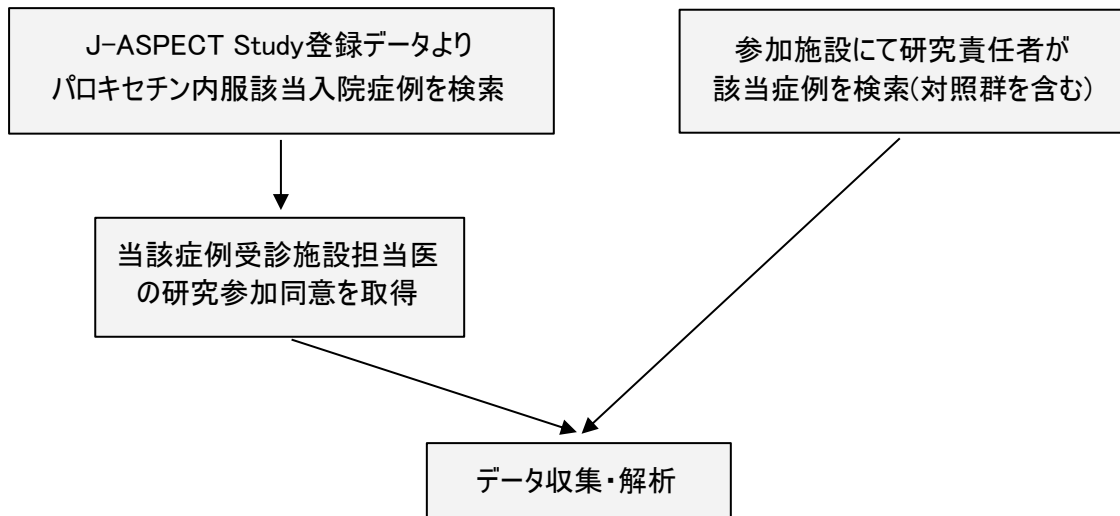 J-ASPECT Study登録データより
パロキセチン内服該当入院症例を検索
参加施設にて研究責任者が
該当症例を検索(対照群を含む)
当該症例受診施設担当医
の研究参加同意を取得
データ収集・解析